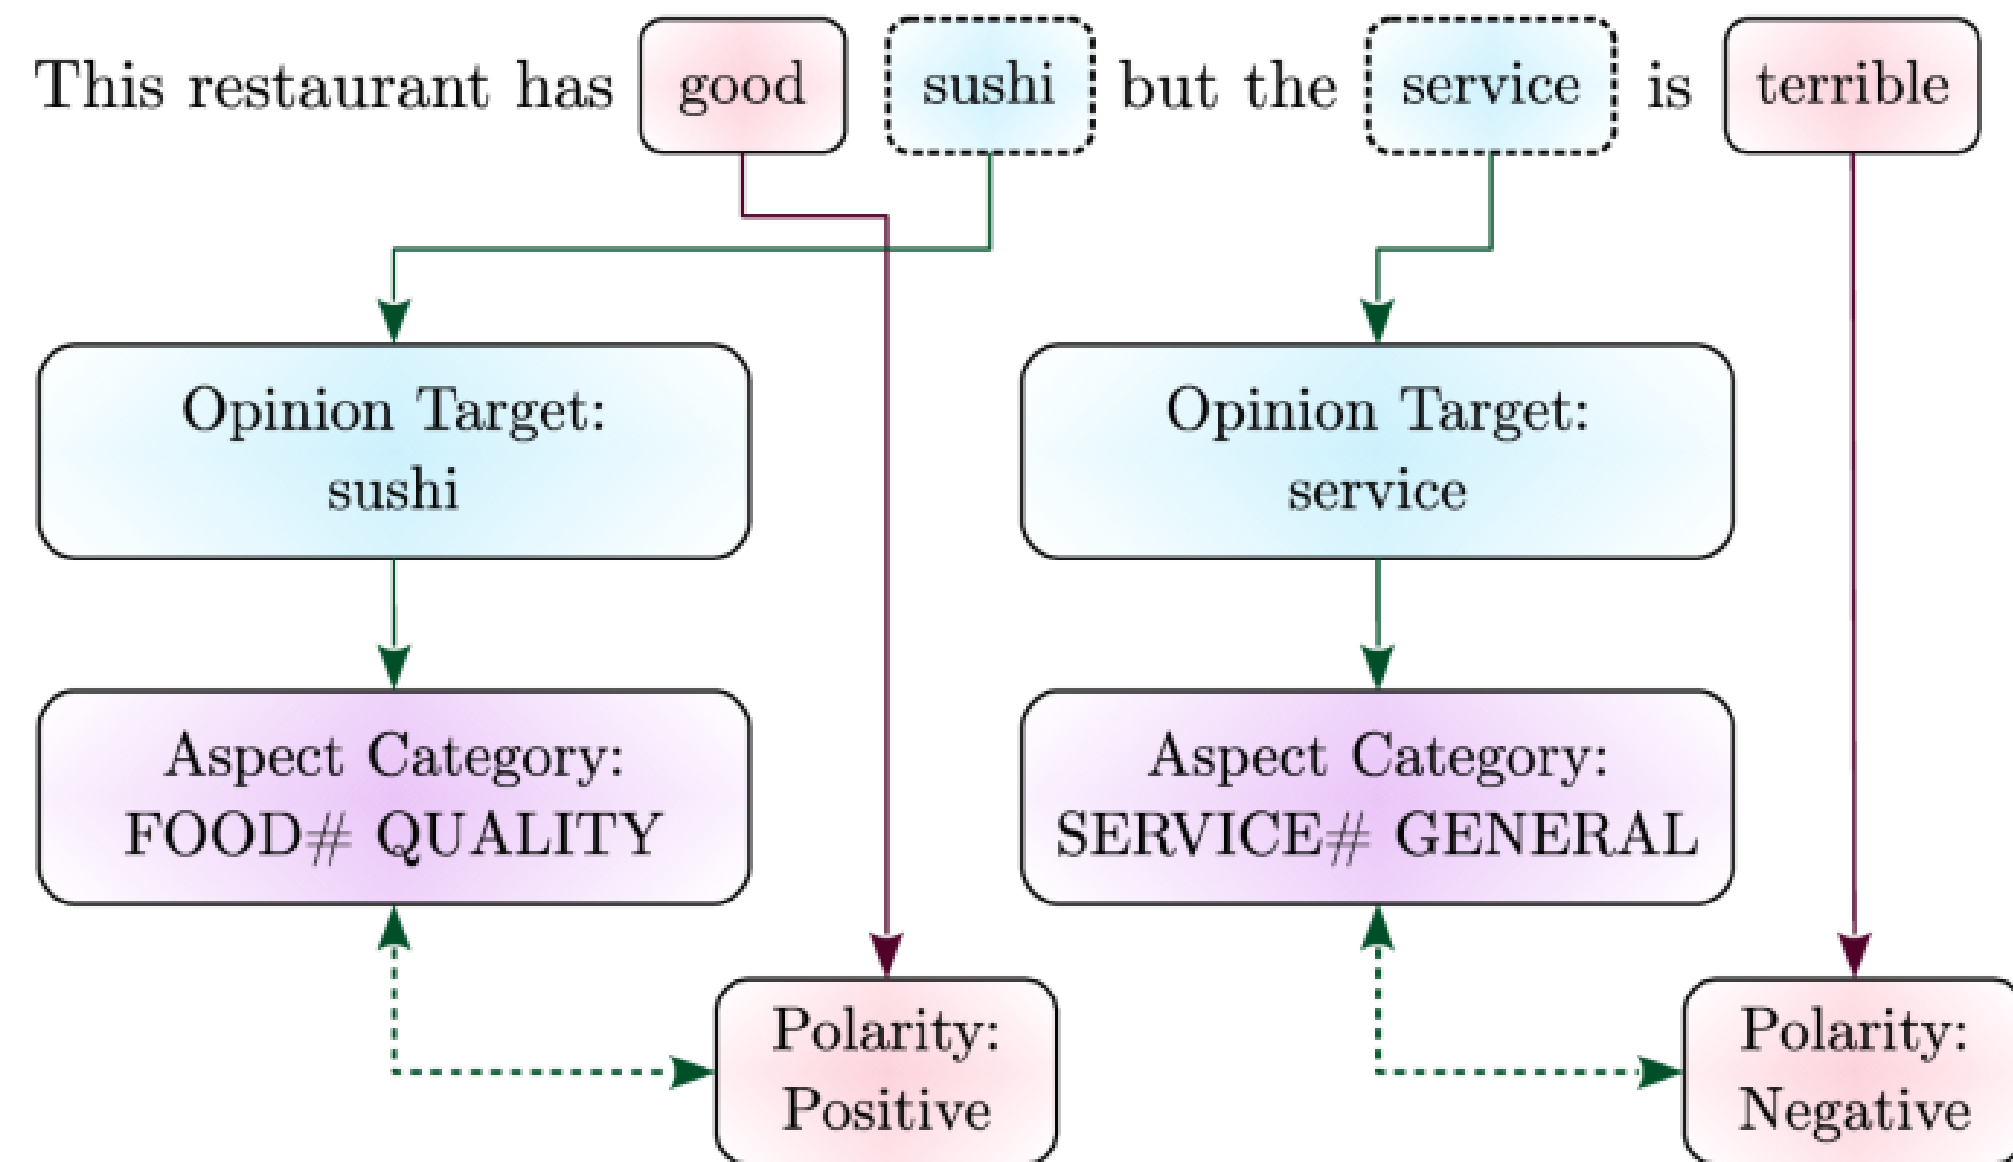 This restaurant has good sushi but the service is terrible
Opinion Target:
sushi
Opinion Target:
service
Aspect Category:
FOOD# QUALITY
Aspect Category:
SERVICE# GENERAL
Polarity:
Positive
Polarity:
Negative